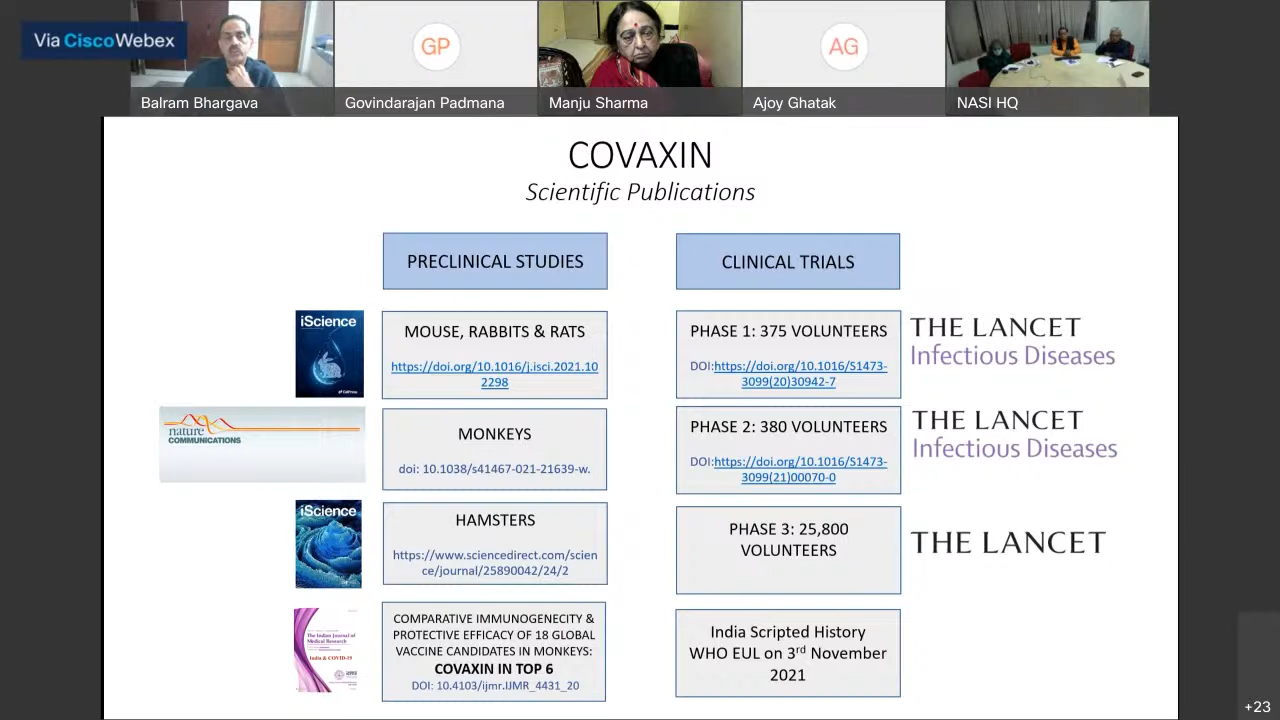 Via Cisco Webex
GP
AG
Balram Bhargava
Govindarajan Padmana
Manju Sharma
Ajoy Ghatak
NASI HQ
COVAXIN
Scientific Publications
PRECLINICAL STUDIES
CLINICAL TRIALS
iScience
MOUSE, RABBITS & RATS
https://doi.org/10.1016/j.isci.2021.10
2298
PHASE 1: 375 VOLUNTEERS
DOI:https://doi.org/10.1016/S1473-
3099(20)30942-7
THE LANCET
Infectious Diseases
nature
COMMUNICATIONS
MONKEYS
doi: 10.1038/s41467-021-21639-w.
PHASE 2: 380 VOLUNTEERS
DOI:https://doi.org/10.1016/S1473-
3099(21)00070-0
THE LANCET
Infectious Diseases
iScience
HAMSTERS
https://www.sciencedirect.com/scien
ce/journal/25890042/24/2
PHASE 3: 25,800
VOLUNTEERS
THE LANCET
The Indian Journal of
Medical Research
India & COVID-19
COMPARATIVE IMMUNOGENECITY &
PROTECTIVE EFFICACY OF 18 GLOBAL
VACCINE CANDIDATES IN MONKEYS:
COVAXIN IN TOP 6
DOI: 10.4103/ijmr.IJMR_4431_20
India Scripted History
WHO EUL on 3rd November
2021
+23